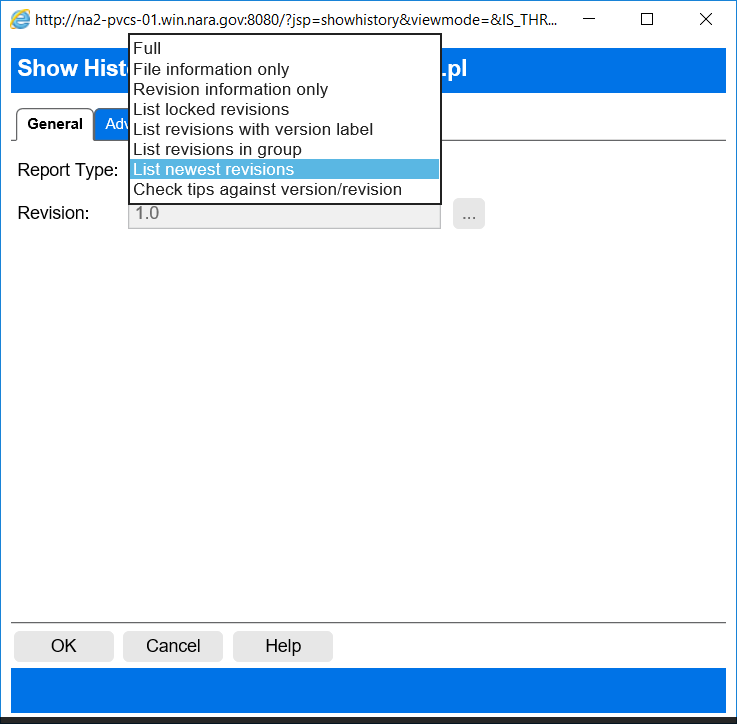 http://na2-pvcs-01.win.nara.gov:8080/?jsp=showhistory&viewmode=&IS_THR...
Show Hist .pl
General Adv
Full
File information only
Revision information only
List locked revisions
List revisions with version label
List revisions in group
List newest revisions
Check tips against version/revision
Report Type:
Revision: 1.0 ...
OK Cancel Help